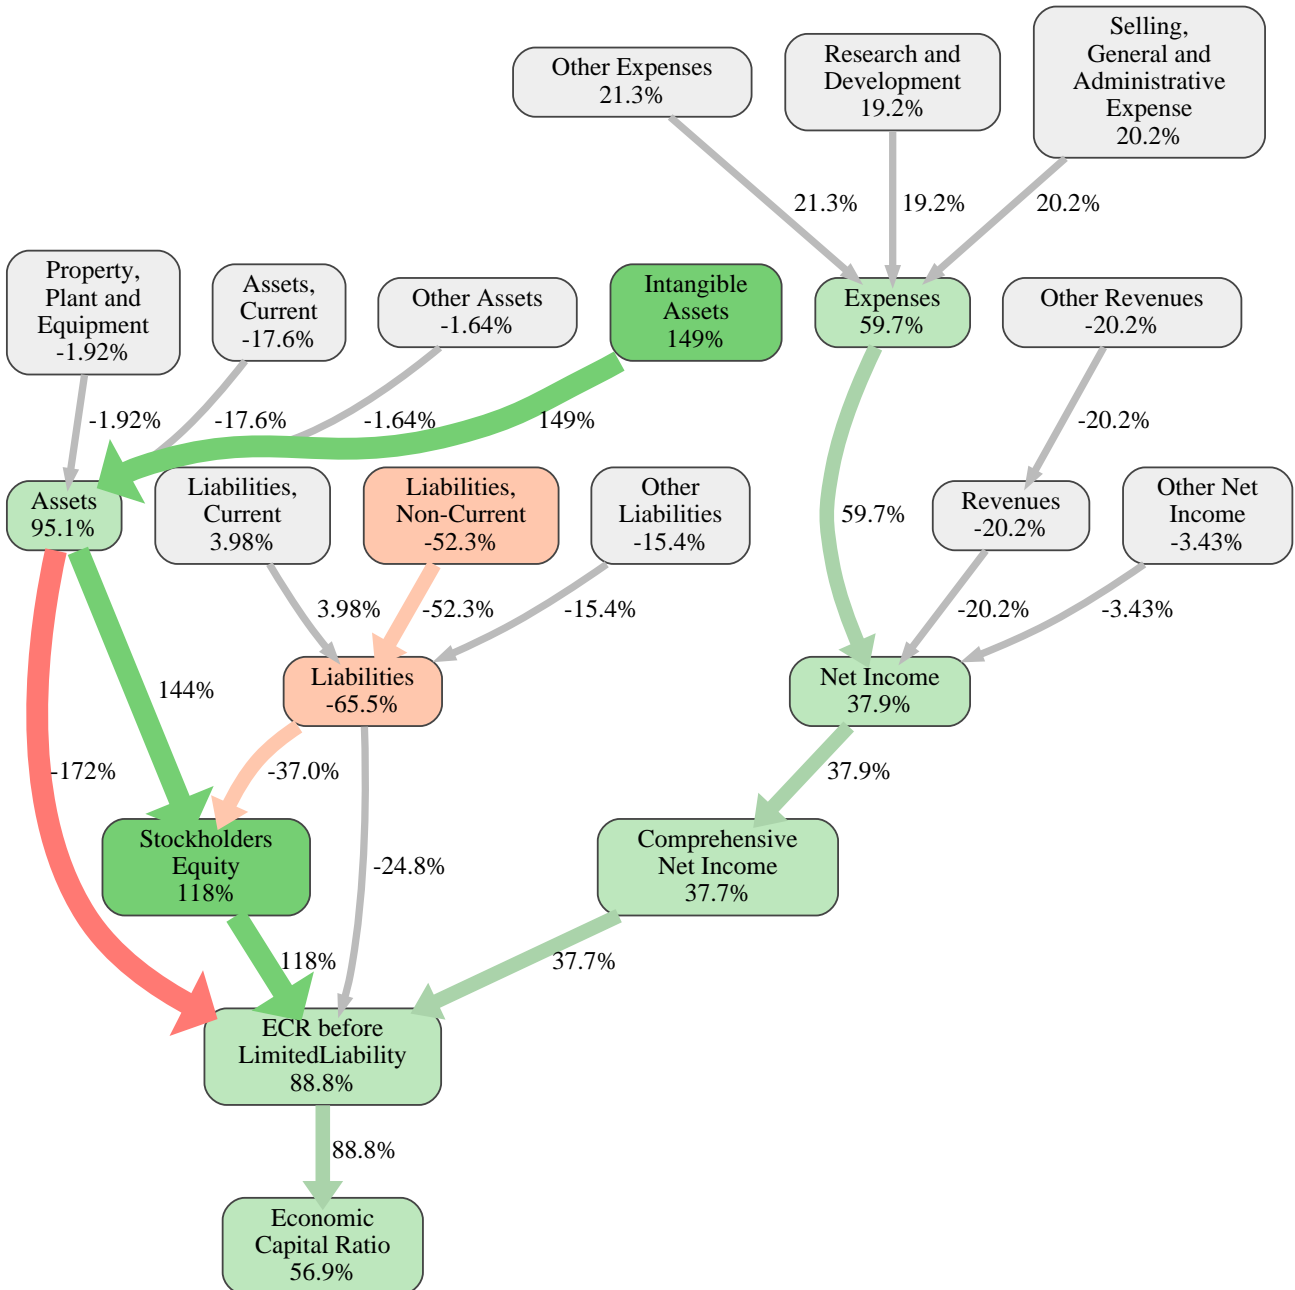 Selling,
General and
Administrative
Expense
20.2%
Research and
Development
19.2%
Other Expenses
21.3%
21.3%
19.2%
20.2%
Property,
Plant and
Equipment
-1.92%
Assets,
Current
-17.6%
Other Assets
-1.64%
Intangible
Assets
149%
Expenses
59.7%
Other Revenues
-20.2%
-1.92%
-17.6%
-1.64%
149%
-20.2%
Assets
95.1%
Liabilities,
Current
3.98%
Liabilities,
Non-Current
-52.3%
Other
Liabilities
-15.4%
59.7%
Revenues
-20.2%
Other Net
Income
-3.43%
3.98%
-52.3%
-15.4%
-20.2%
-3.43%
144%
Liabilities
-65.5%
Net Income
37.9%
-172%
-37.0%
37.9%
Stockholders
Equity
118%
-24.8%
Comprehensive
Net Income
37.7%
118%
37.7%
ECR before
LimitedLiability
88.8%
88.8%
Economic
Capital Ratio
56.9%